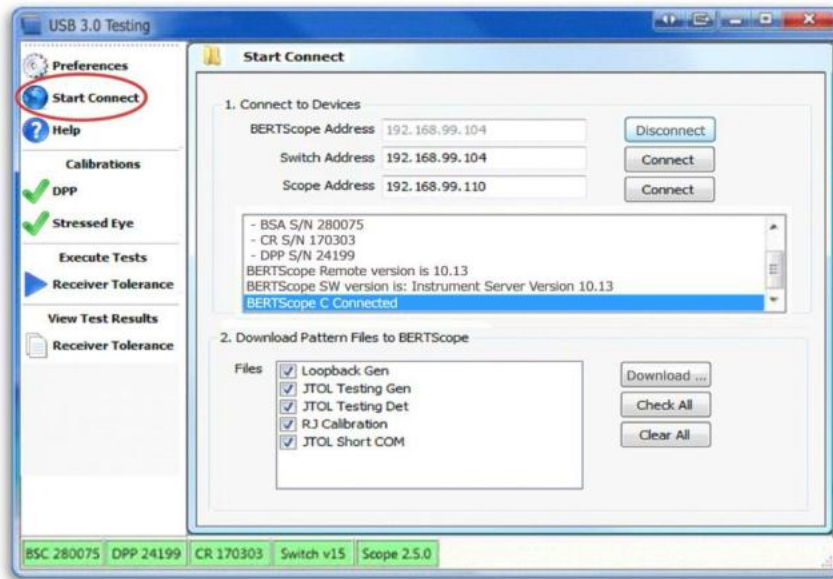 USB 3.0 Testing
Preferences
Start Connect
Help
Calibrations
DPP
Stressed Eye
Execute Tests
Receiver Tolerance
View Test Results
Receiver Tolerance
Start Connect
1. Connect to Devices
BERTScope Address 192.168.99.104 Disconnect
Switch Address 192.168.99.104 Connect
Scope Address 192.168.99.110 Connect
- BSA S/N 280075
- CR S/N 170303
- DPP S/N 24199
BERTScope Remote version is 10.13
BERTScope SW version is: Instrument Server Version 10.13
BERTScope C Connected
2. Download Pattern Files to BERTScope
Files
Loopback Gen
JTOL Testing Gen
JTOL Testing Det
RJ Calibration
JTOL Short COM
Download ...
Check All
Clear All
BSC 280075 DPP 24199 CR 170303 Switch v15 Scope 2.5.0